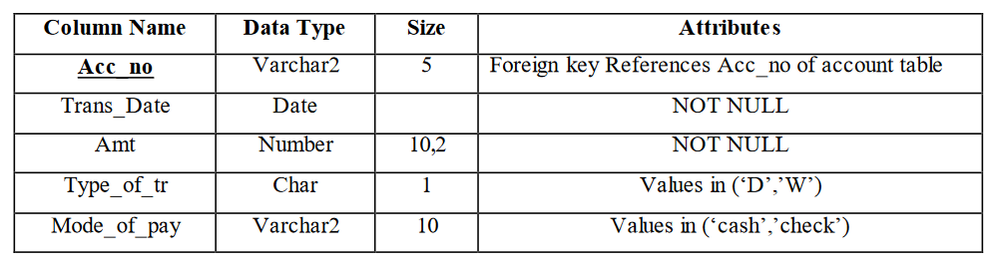 Column Name Data Type Size Attributes
Acc_no Varchar2 5 Foreign key References Acc_no of account table
Trans_Date Date NOT NULL
Amt Number 10,2 NOT NULL
Type_of_tr Char 1 Values in (‘D’,’W’)
Mode_of_pay Varchar2 10 Values in (‘cash’,’check’)